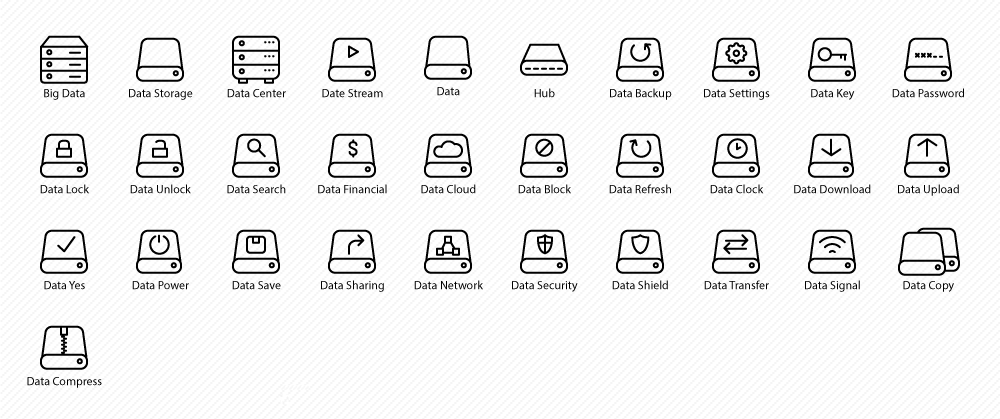 Big Data
Data Storage
Data Center
Date Stream
Data
Hub
Data Backup
Data Settings
Data Key
Data Password
Data Lock
Data Unlock
Data Search
Data Financial
Data Cloud
Data Block
Data Refresh
Data Clock
Data Download
Data Upload
Data Yes
Data Power
Data Save
Data Sharing
Data Network
Data Security
Data Shield
Data Transfer
Data Signal
Data Copy
Data Compress